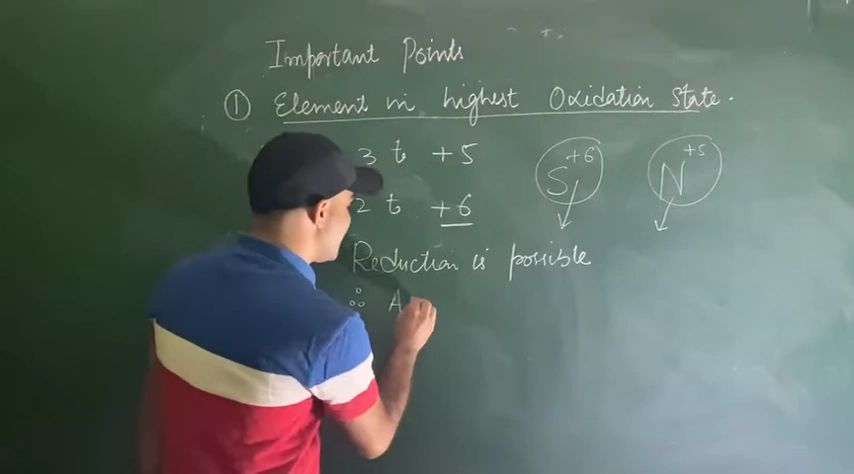 Important Points
① Element in highest Oxidation State.
3 to +5 S+6 N+5
2 to +6
Reduction is possible
∴ A